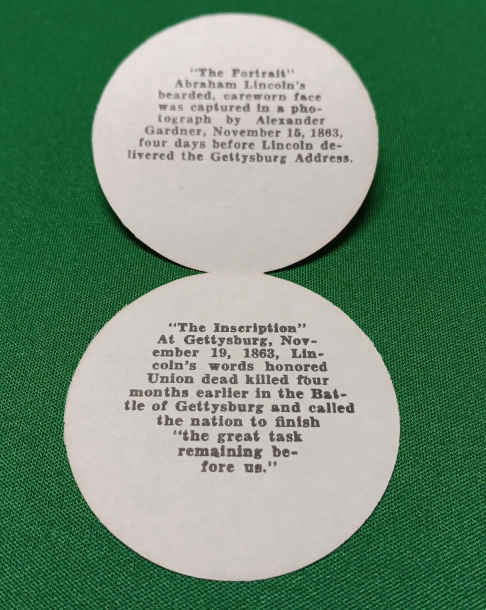 "The Portrait"
Abraham Lincoln's
bearded, careworn face
was captured in a pho-
tograph by Alexander
Gardner, November 15, 1863,
four days before Lincoln de-
livered the Gettysburg Address.
"The Inscription"
At Gettysburg, Nov-
ember 19, 1863, Lin-
coln's words honored
Union dead killed four
months earlier in the Bat-
tle of Gettysburg and called
the nation to finish
"the great task
remaining be-
fore us."